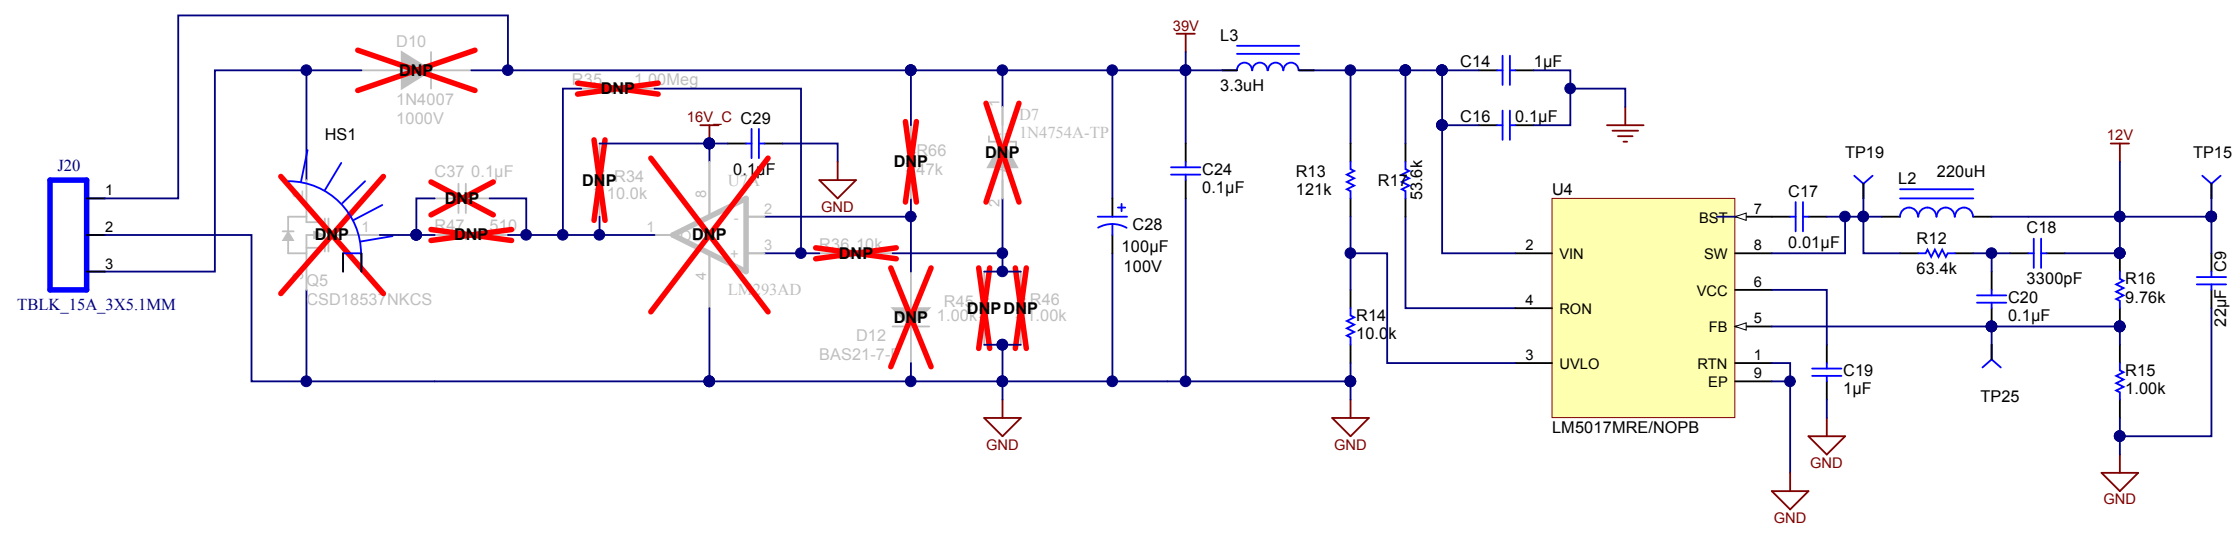 J20
1
2
3
TBLK_15A_3X5.1MM
D10
DNP
1N4007
1000V
HS1
DNP
1
Q5
CSD18537NKCS
C37 0.1µF
DNP
R47 510
DNP
R35 1.00Meg
DNP
DNP
R34
10.0k
16V_C
C29
0.1µF
GND
8
1
DNP
2
-
3
+
4
LM293AD
R36 10k
DNP
DNP
R66
47k
D7
1N4754A-TP
DNP
2
DNP
D12
BAS21-7-F
R45
1.00k
DNP
DNP
R46
1.00k
GND
C28
100µF
100V
+
39V
C24
0.1µF
L3
3.3uH
R13
121k
R14
10.0k
GND
R17
53.6k
C14
1µF
C16
0.1µF
U4
VIN
RON
UVLO
2
4
3
BST
SW
VCC
FB
RTN
EP
7
8
6
5
1
9
LM5017MRE/NOPB
C17
0.01µF
TP19
L2
220uH
R12
63.4k
C18
3300pF
C20
0.1µF
TP25
C19
1µF
GND
GND
12V
R16
9.76k
R15
1.00k
GND
TP15
C9
22µF